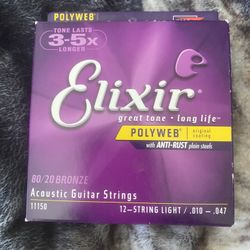 POLYWEB
TONE LASTS
3-5x
LONGER
Elixir
great tone • long life
POLYWEB original coating
with ANTI-RUST plain steels
80/20 BRONZE
Acoustic Guitar Strings
11150 12-STRING LIGHT / .010 - .047